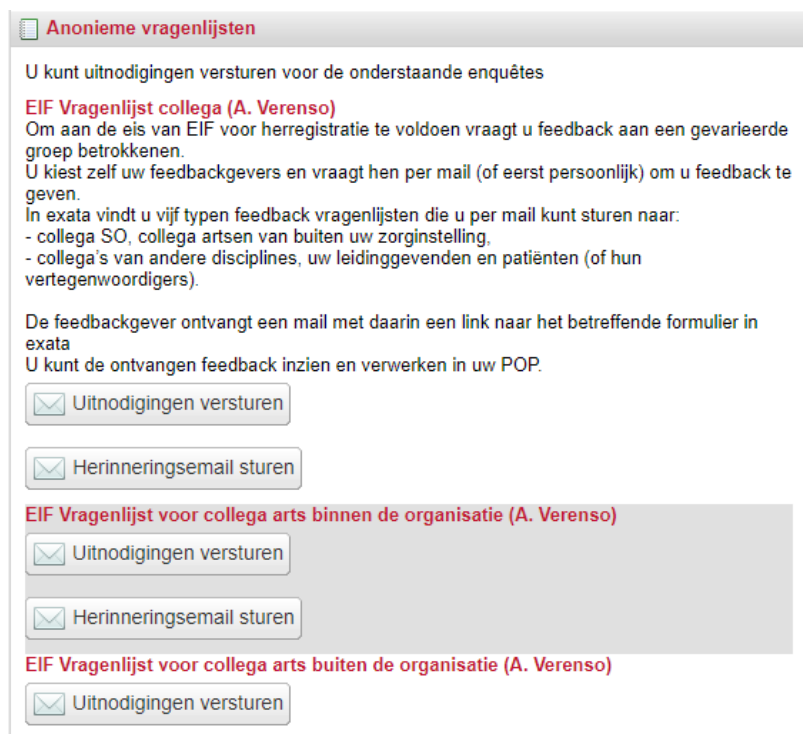 Anonieme vragenlijsten
U kunt uitnodigingen versturen voor de onderstaande enquêtes
EIF Vragenlijst collega (A. Verenso)
Om aan de eis van EIF voor herregistratie te voldoen vraagt u feedback aan een gevarieerde
groep betrokkenen.
U kiest zelf uw feedbackgevers en vraagt hen per mail (of eerst persoonlijk) om u feedback te
geven.
In exata vindt u vijf typen feedback vragenlijsten die u per mail kunt sturen naar:
- collega SO, collega artsen van buiten uw zorginstelling,
- collega's van andere disciplines, uw leidinggevenden en patiënten (of hun
vertegenwoordigers).
De feedbackgever ontvangt een mail met daarin een link naar het betreffende formulier in
exata
U kunt de ontvangen feedback inzien en verwerken in uw POP.
Uitnodigingen versturen
Herinneringsemail sturen
EIF Vragenlijst voor collega arts binnen de organisatie (A. Verenso)
Uitnodigingen versturen
Herinneringsemail sturen
EIF Vragenlijst voor collega arts buiten de organisatie (A. Verenso)
Uitnodigingen versturen